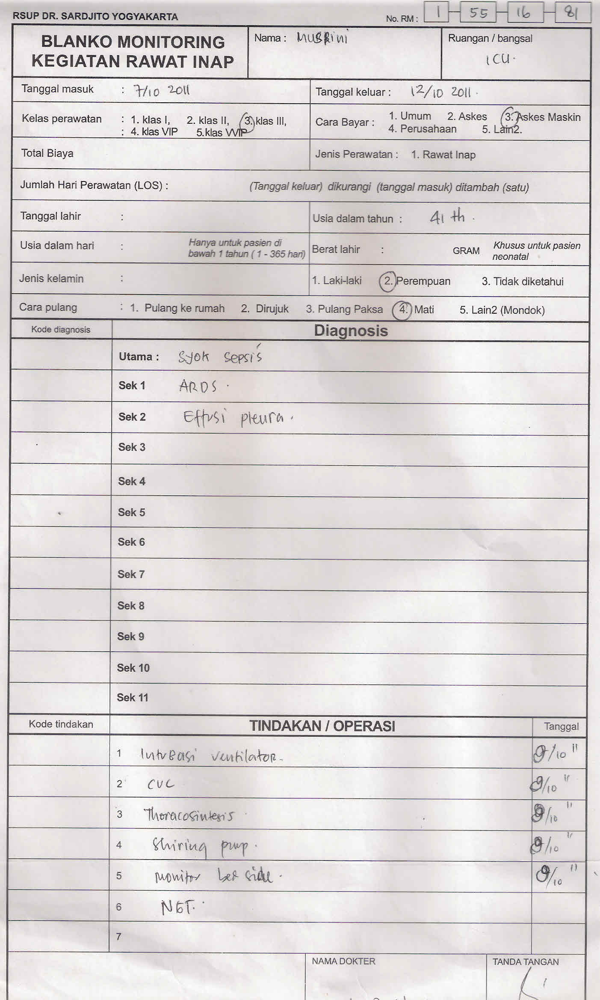 RSUP DR. SARDJITO YOGYAKARTA
No. RM : 1 55 16 81
BLANKO MONITORING
KEGIATAN RAWAT INAP
Nama : MUBRINI
Ruangan / bangsal
ICU.
Tanggal masuk : 7/10 2011
Tanggal keluar : 12/10 2011.
Kelas perawatan : 1. klas I, 2. klas II, 3. klas III,
: 4. klas VIP 5.klas VVIP
Cara Bayar : 1. Umum 2. Askes 3. Askes Maskin
4. Perusahaan 5. Lain2.
Total Biaya
Jenis Perawatan : 1. Rawat Inap
Jumlah Hari Perawatan (LOS) : (Tanggal keluar) dikurangi (tanggal masuk) ditambah (satu)
Tanggal lahir :
Usia dalam tahun : 41 th.
Usia dalam hari : Hanya untuk pasien di
bawah 1 tahun ( 1 - 365 hari)
Berat lahir : GRAM Khusus untuk pasien
neonatal
Jenis kelamin :
1. Laki-laki 2. Perempuan 3. Tidak diketahui
Cara pulang : 1. Pulang ke rumah 2. Dirujuk 3. Pulang Paksa 4. Mati 5. Lain2 (Mondok)
Kode diagnosis Diagnosis
Utama : Syok Sepsis
Sek 1 ARDS.
Sek 2 Effusi pleura.
Sek 3
Sek 4
Sek 5
Sek 6
Sek 7
Sek 8
Sek 9
Sek 10
Sek 11
Kode tindakan TINDAKAN / OPERASI Tanggal
1 Intubasi ventilator. 9/10 11
2 CVC 9/10 11
3 Thoracosintesis 9/10 11
4 Shiring pump. 9/10 11
5 monitor bed side. 9/10 11
6 NGT.
7
NAMA DOKTER
TANDA TANGAN